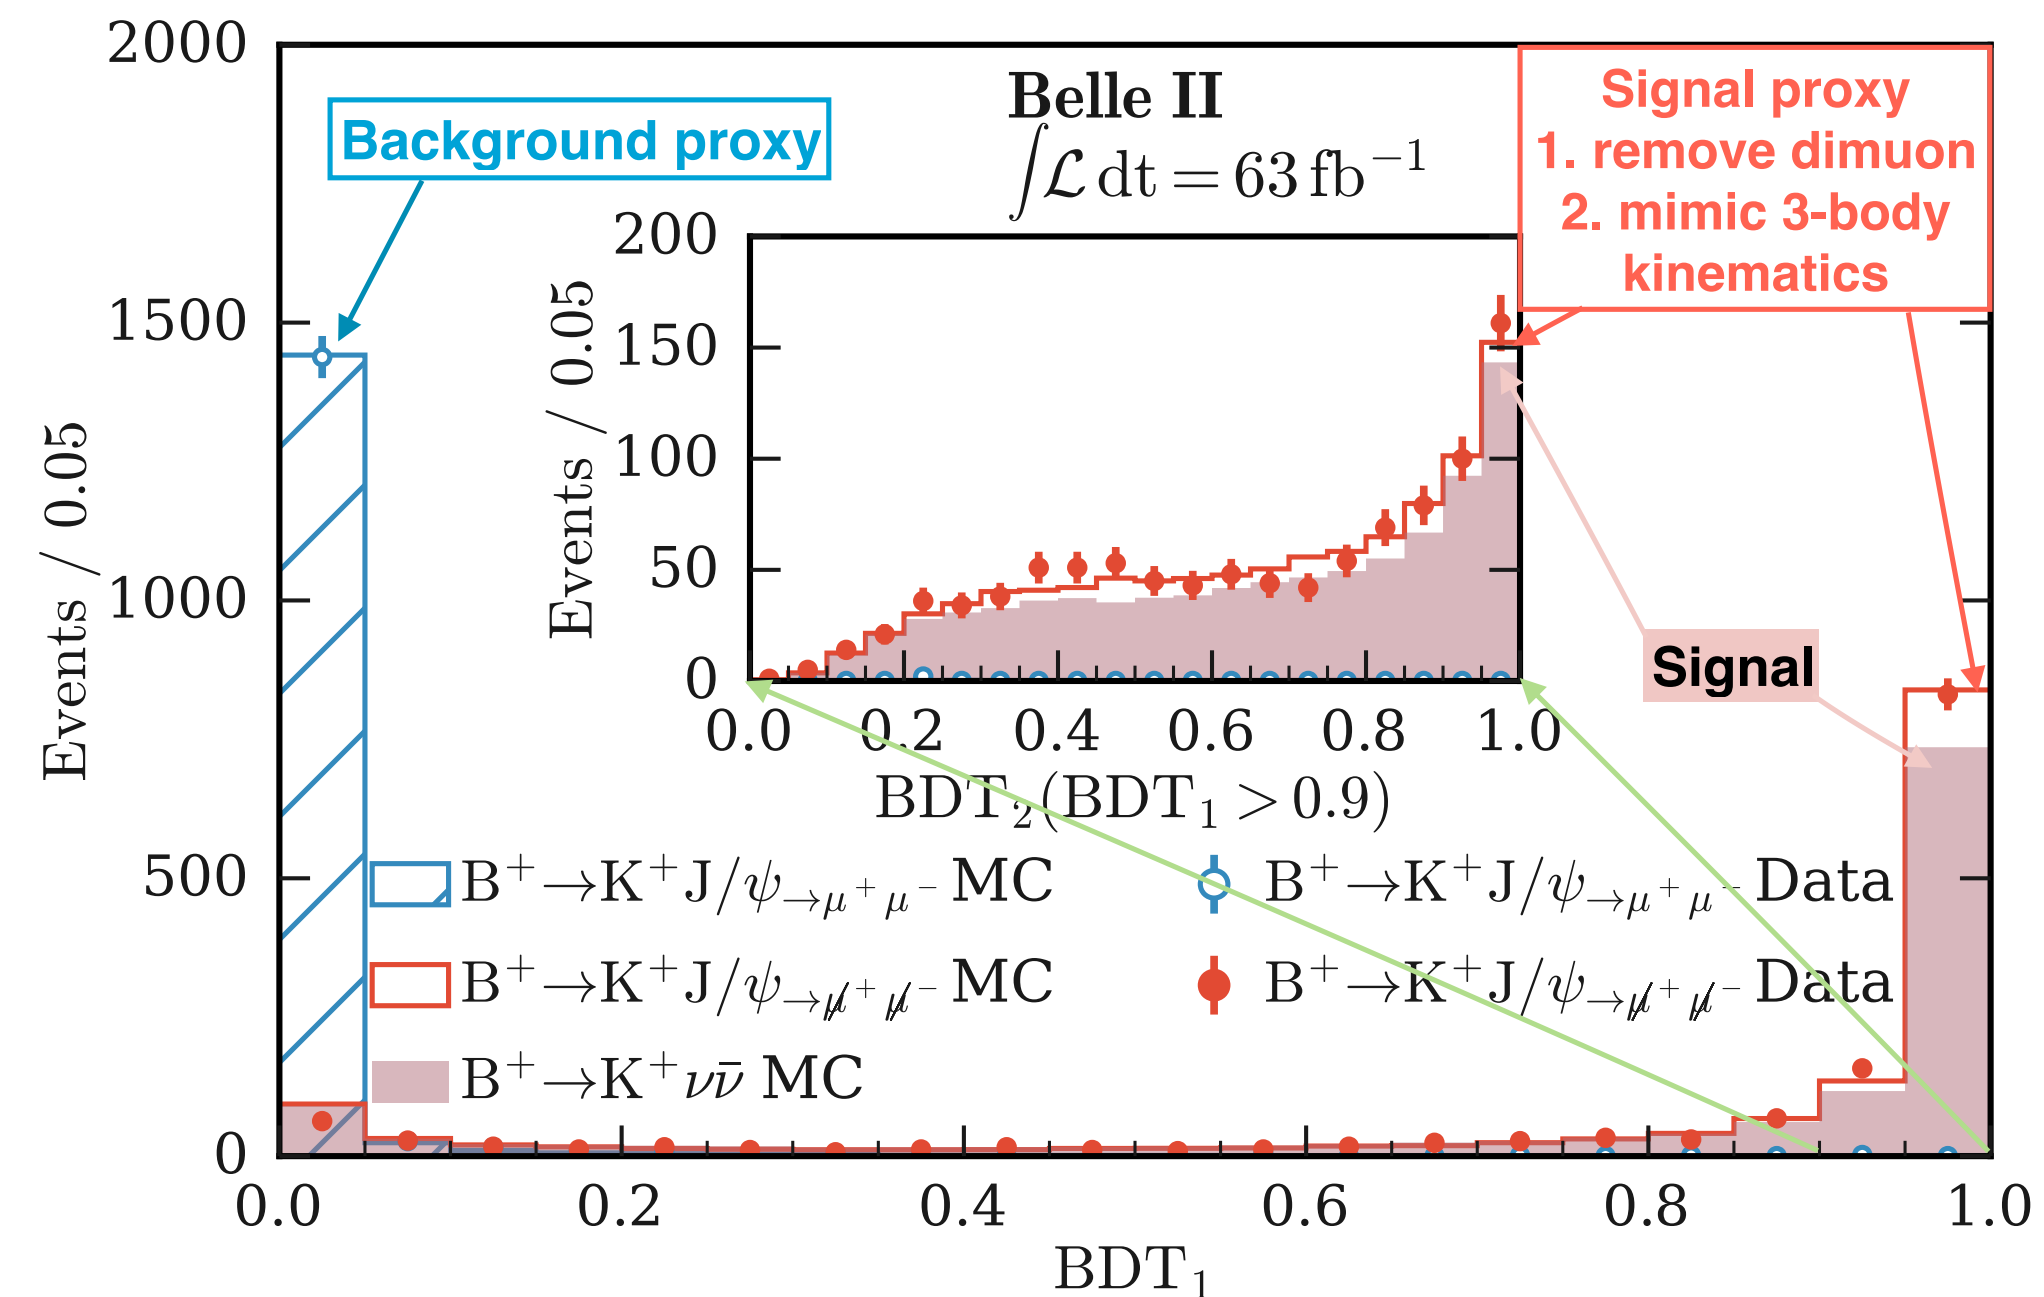 2000
1500
1000
500
0
Events / 0.05
Background proxy
Belle II
∫ℒ dt = 63 fb⁻¹
Signal proxy
1. remove dimuon
2. mimic 3-body
kinematics
200
150
100
50
0
Events / 0.05
0.0 0.2 0.4 0.6 0.8 1.0
BDT₂(BDT₁ > 0.9)
Signal
B⁺→K⁺J/ψ→μ⁺μ⁻ MC
B⁺→K⁺J/ψ→μ⁺μ⁻ Data
B⁺→K⁺J/ψ→μ̸⁺μ̸⁻ MC
B⁺→K⁺J/ψ→μ̸⁺μ̸⁻ Data
B⁺→K⁺νν̄ MC
0.0 0.2 0.4 0.6 0.8 1.0
BDT₁